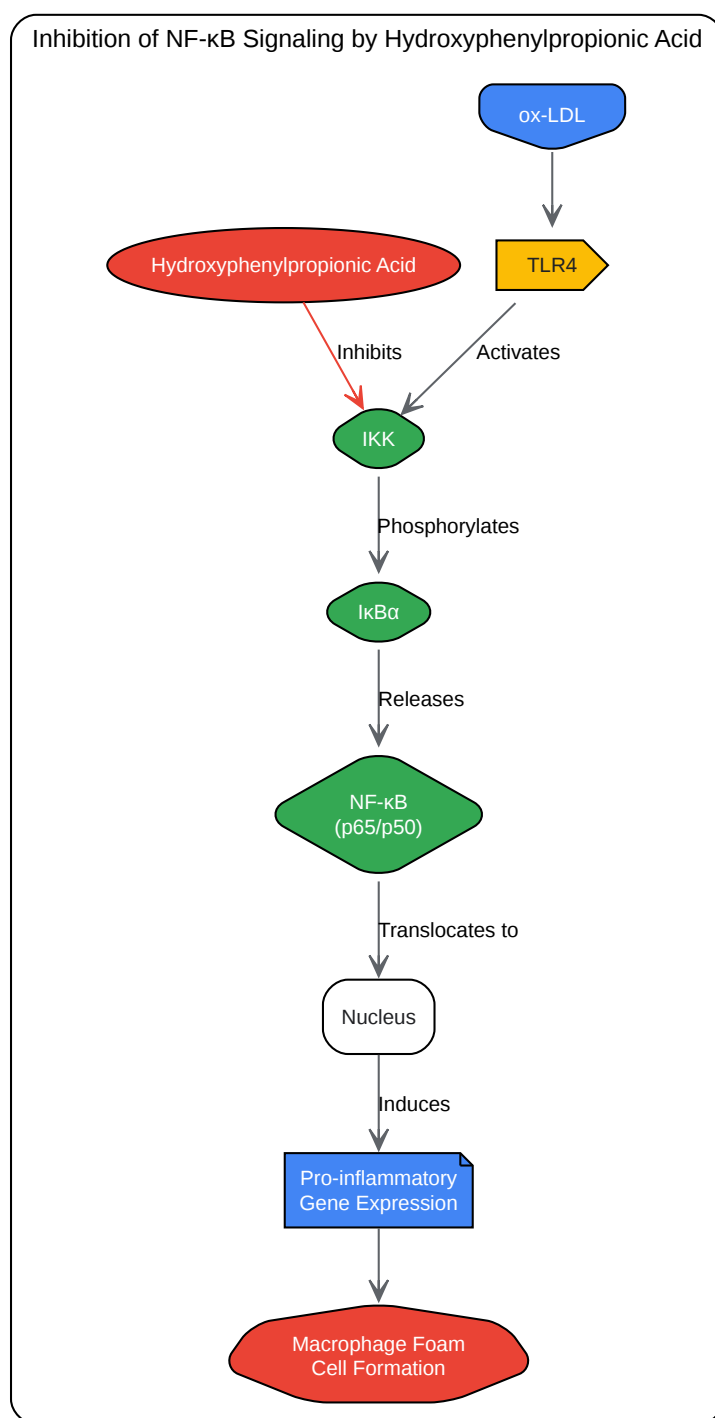 Inhibition of NF-κB Signaling by Hydroxyphenylpropionic Acid
ox-LDL
Hydroxyphenylpropionic Acid
TLR4
Inhibits
Activates
IKK
Phosphorylates
IκBα
Releases
NF-κB
(p65/p50)
Translocates to
Nucleus
Induces
Pro-inflammatory
Gene Expression
Macrophage Foam
Cell Formation